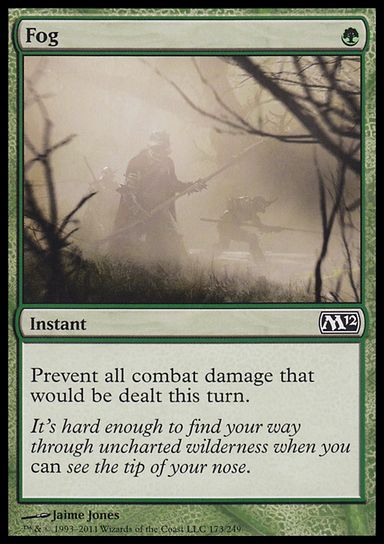 Fog
Instant
M12
Prevent all combat damage that
would be dealt this turn.
It's hard enough to find your way
through uncharted wilderness when you
can see the tip of your nose.
Jaime Jones
™ & © 1993–2011 Wizards of the Coast LLC 173/249